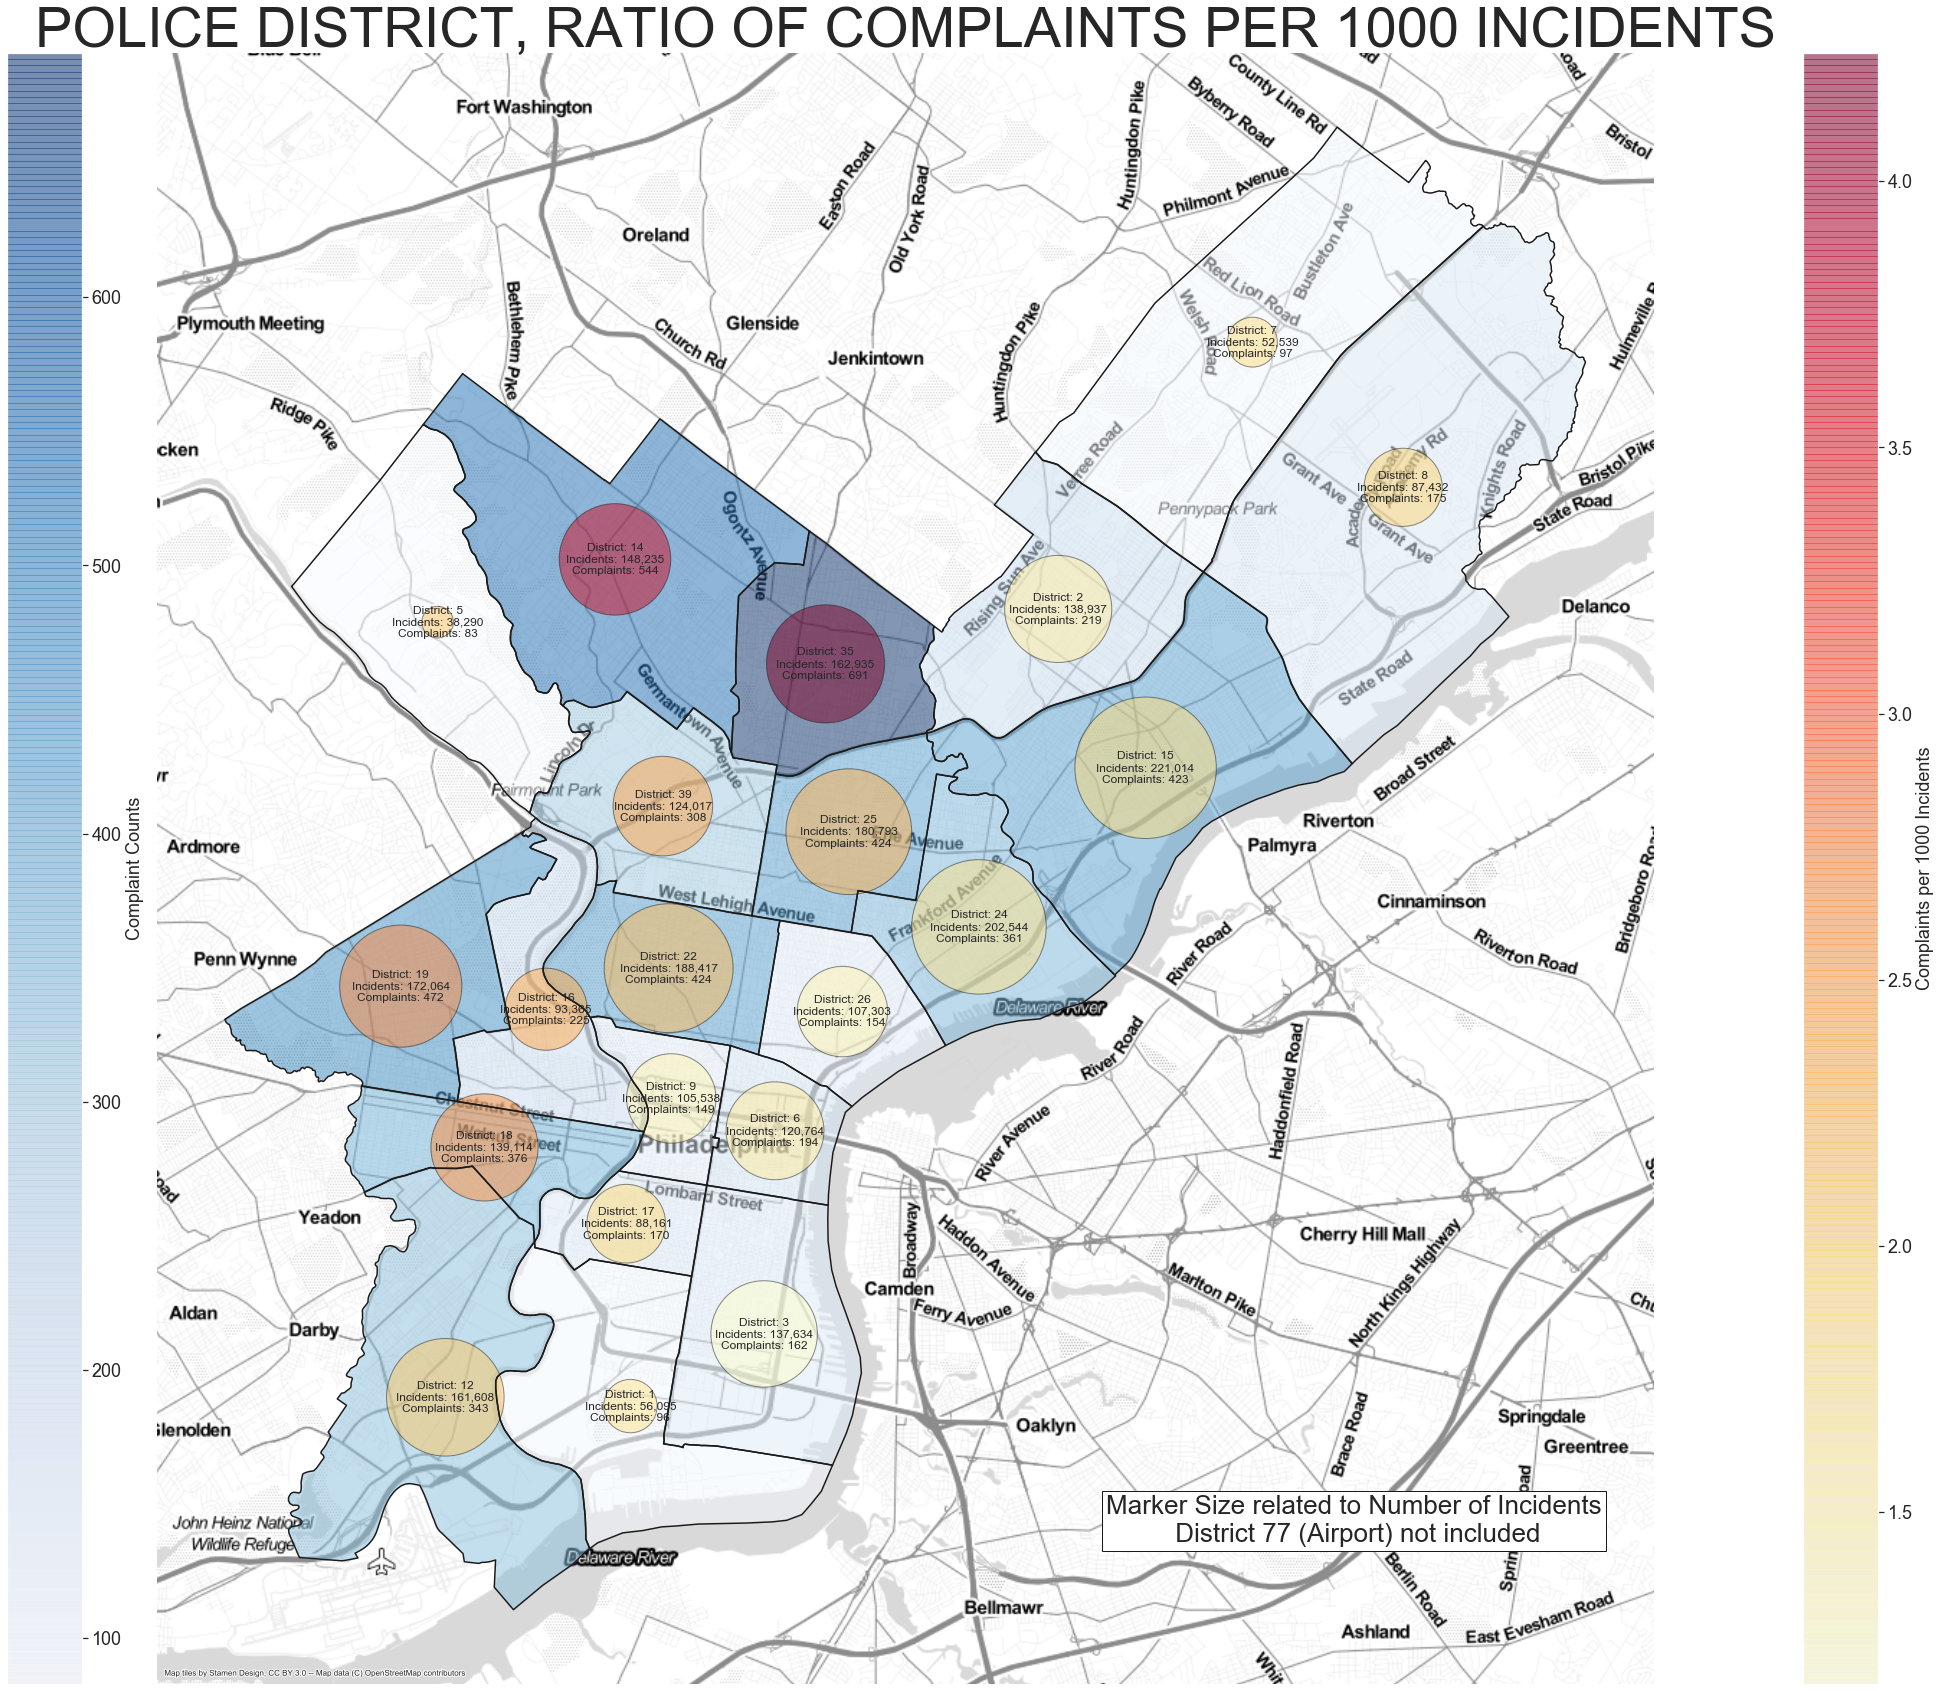 POLICE DISTRICT, RATIO OF COMPLAINTS PER 1000 INCIDENTS
Fort Washington
County Line Rd
Byberry Road
Huntingdon Pike
Bristol
Easton Road
Old York Road
Philmont Avenue
Oreland
Bustleton Ave
Red Lion Road
Welsh Road
Plymouth Meeting
Bethlehem Pike
Church Rd
Glenside
Jenkintown
Huntingdon Pike
District: 7
Incidents: 52,539
Complaints: 97
Ridge Pike
Verree Road
Grant Ave
Knights Road
Bristol Pike
State Road
District: 8
Incidents: 87,432
Complaints: 175
Pennypack Park
Grant Ave
Ogontz Avenue
District: 14
Incidents: 148,235
Complaints: 544
District: 5
Incidents: 38,290
Complaints: 83
Rising Sun Ave
District: 2
Incidents: 138,937
Complaints: 219
Delanco
District: 35
Incidents: 162,935
Complaints: 691
State Road
Germantown Avenue
Lincoln Dr
Fairmount Park
District: 15
Incidents: 221,014
Complaints: 423
Broad Street
District: 39
Incidents: 124,017
Complaints: 308
District: 25
Incidents: 180,793
Complaints: 424
Avenue
Riverton
Palmyra
Ardmore
West Lehigh Avenue
Frankford Avenue
Cinnaminson
Bridgeboro Road
District: 24
Incidents: 202,544
Complaints: 361
Riverton Road
River Road
Penn Wynne
District: 19
Incidents: 172,064
Complaints: 472
District: 22
Incidents: 188,417
Complaints: 424
District: 16
Incidents: 93,365
Complaints: 225
District: 26
Incidents: 107,303
Complaints: 154
Delaware River
River Road
Haddonfield Road
Chestnut Street
District: 9
Incidents: 105,538
Complaints: 149
District: 6
Incidents: 120,764
Complaints: 194
Philadelphia
District: 18
Incidents: 139,114
Complaints: 376
River Avenue
Lombard Street
Yeadon
District: 17
Incidents: 88,161
Complaints: 170
Broadway
Haddon Avenue
Cherry Hill Mall
North Kings Highway
Camden
Marlton Pike
Ferry Avenue
Aldan
Darby
District: 3
Incidents: 137,634
Complaints: 162
District: 12
Incidents: 161,608
Complaints: 343
District: 1
Incidents: 56,095
Complaints: 96
Oaklyn
Brace Road
Springdale
Greentree
Glenolden
Marker Size related to Number of Incidents
District 77 (Airport) not included
John Heinz National
Wildlife Refuge
Delaware River
Berlin Road
Bellmawr
Ashland
East Evesham Road
Map tiles by Stamen Design, CC BY 3.0 -- Map data (C) OpenStreetMap contributors
600
500
400
300
200
100
Complaint Counts
4.0
3.5
3.0
2.5
2.0
1.5
Complaints per 1000 Incidents